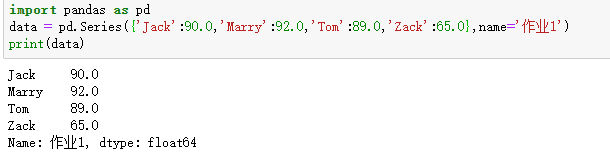 import pandas as pd
data = pd.Series({'Jack':90.0,'Marry':92.0,'Tom':89.0,'Zack':65.0},name='作业1')
print(data)
Jack     90.0
Marry    92.0
Tom      89.0
Zack     65.0
Name: 作业1, dtype: float64